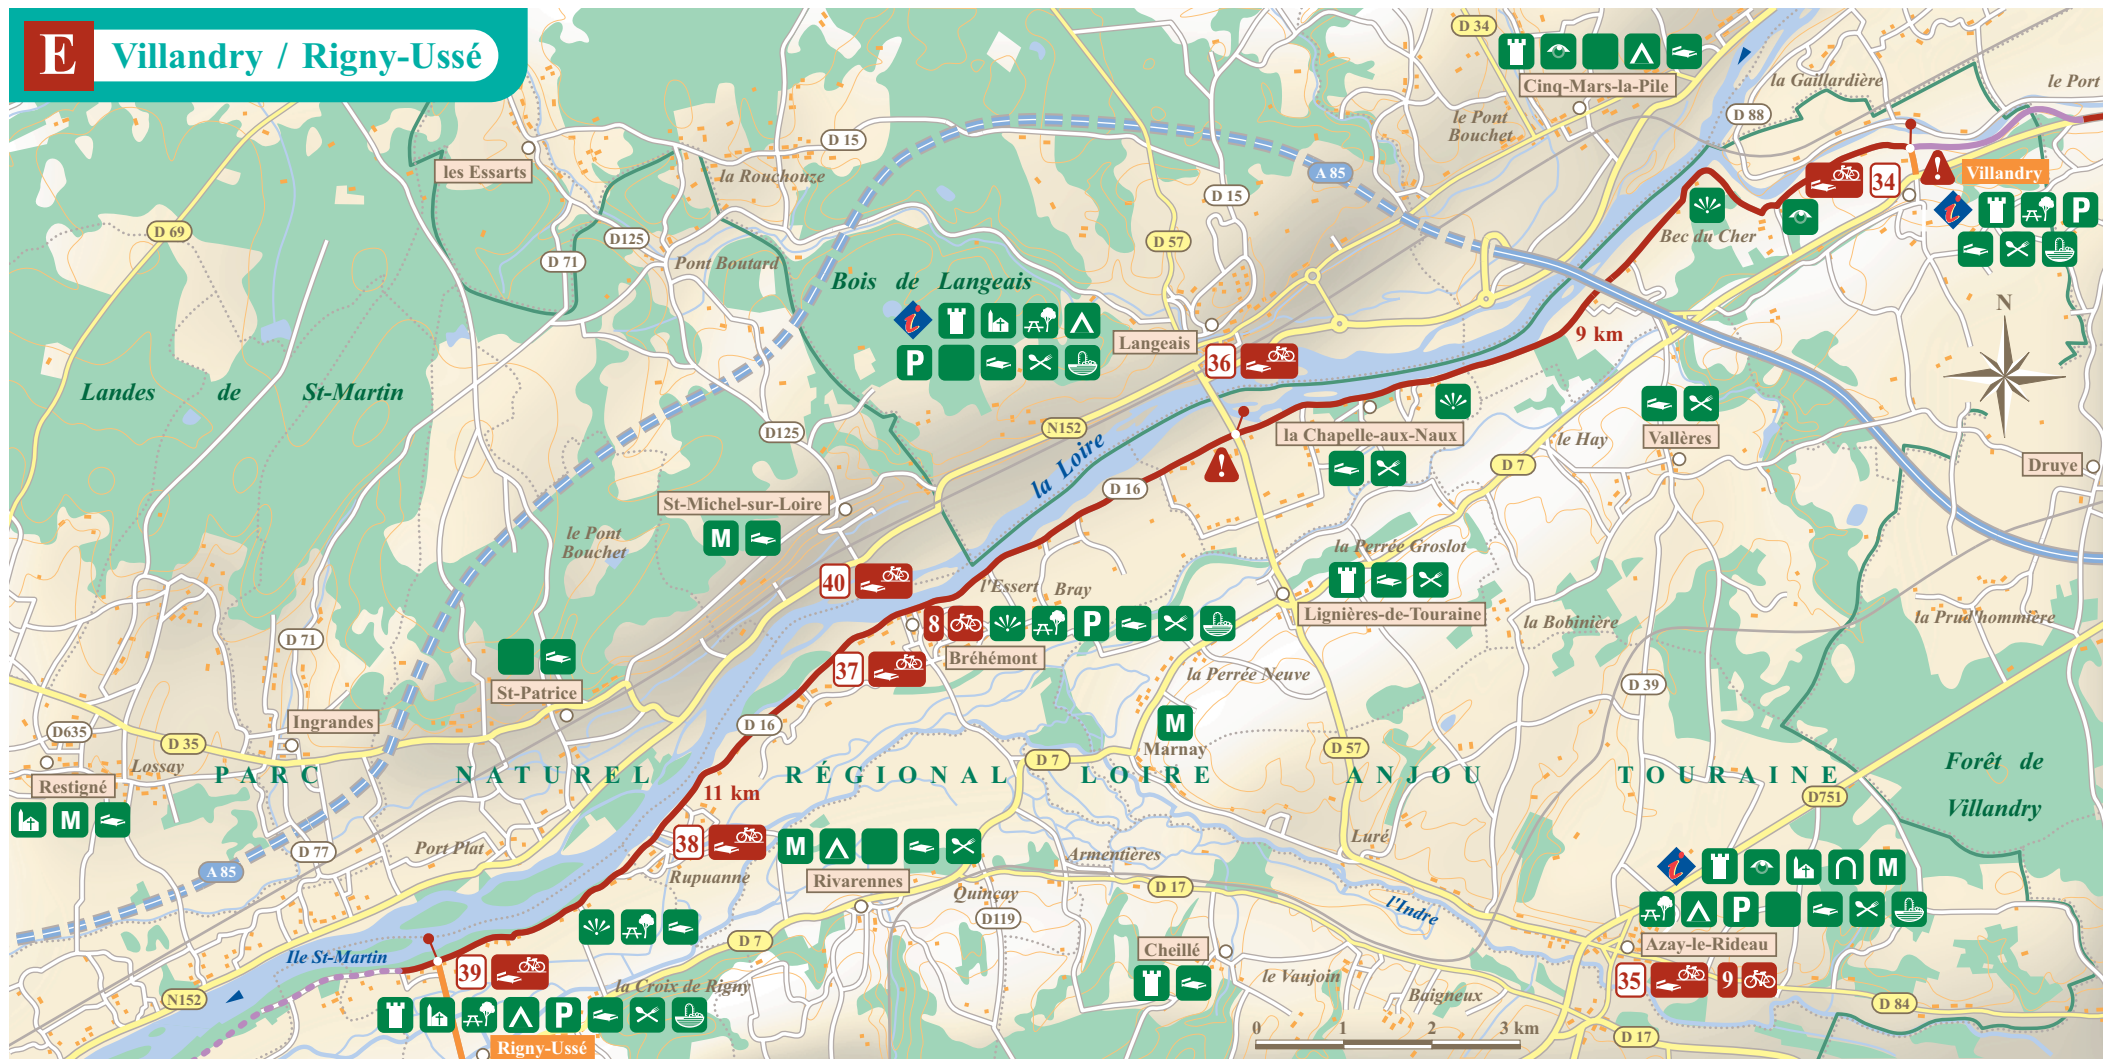 E
Villandry / Rigny-Ussé
D 34
Cinq-Mars-la-Pile
la Gaillardière
le Port
le Pont
Bouchet
D 88
D 15
les Essarts
la Rouchouze
A 85
34
Villandry
D 15
D 69
D125
D 57
Bec du Cher
D 71
Pont Boutard
Bois de Langeais
N
Langeais
9 km
36
Landes de St-Martin
N152
D125
la Chapelle-aux-Naux
le Hay
Vallères
la Loire
D 7
Druye
D 16
St-Michel-sur-Loire
M
le Pont
Bouchet
la Perrée Groslot
40
l'Essert
Bray
Lignières-de-Touraine
8
P
la Bobinière
la Prud'hommière
D 71
Bréhémont
37
St-Patrice
la Perrée Neuve
D 39
Ingrandes
D 16
M
Marnay
D635
D 35
D 7
D 57
Lossay
PARC NATUREL RÉGIONAL LOIRE ANJOU TOURAINE
Forêt de
Villandry
Restigné
11 km
D751
M
38
M
Port Plat
D 77
Luré
Armentières
A 85
Rupuanne
Rivarennes
Quinçay
D 17
M
P
D119
l'Indre
D 7
Cheillé
Azay-le-Rideau
Ile St-Martin
39
35
9
la Croix de Rigny
le Vaujoin
Baigneux
N152
D 84
P
Rigny-Ussé
0 1 2 3 km
D 17
i
P
i
P
i